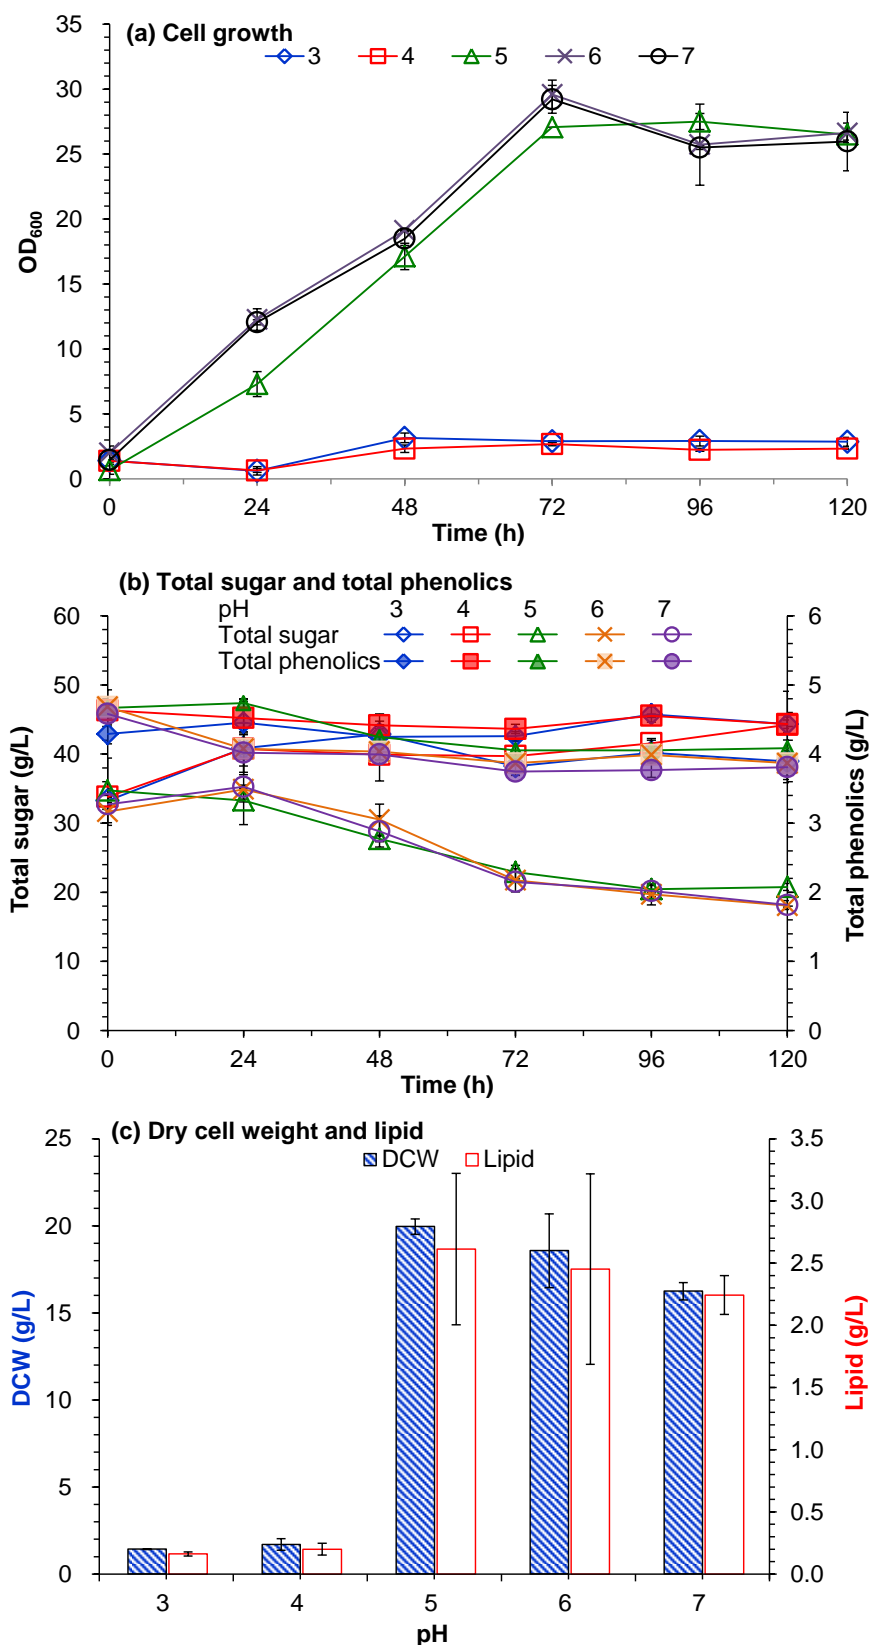 (a) Cell growth
3 4 5 6 7
35
30
25
20
15
10
5
0
OD600
0 24 48 72 96 120
Time (h)
(b) Total sugar and total phenolics
pH 3 4 5 6 7
Total sugar
Total phenolics
60
50
40
30
20
10
0
Total sugar (g/L)
6
5
4
3
2
1
0
Total phenolics (g/L)
0 24 48 72 96 120
Time (h)
(c) Dry cell weight and lipid
DCW Lipid
25
20
15
10
5
0
DCW (g/L)
3.5
3.0
2.5
2.0
1.5
1.0
0.5
0.0
Lipid (g/L)
3 4 5 6 7
pH